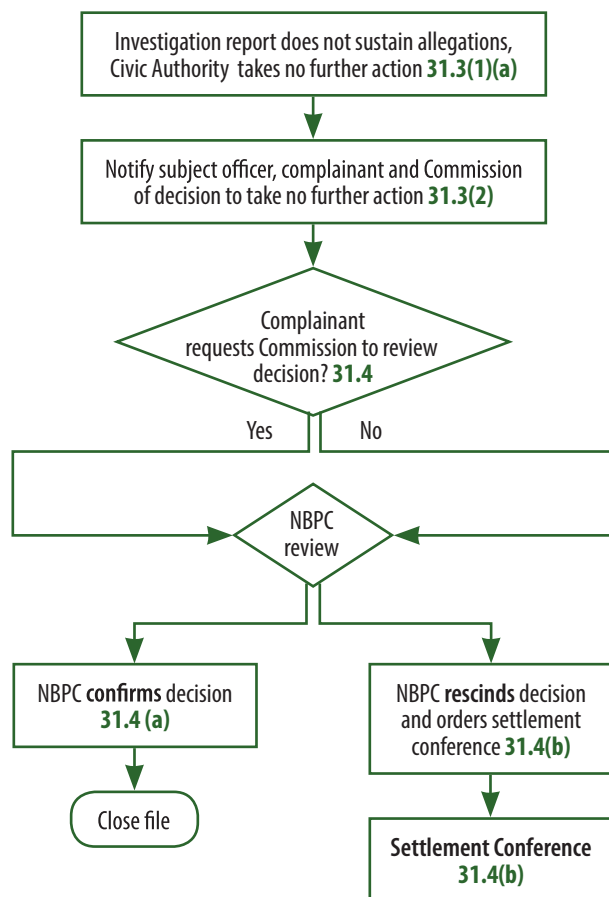 Investigation report does not sustain allegations,
Civic Authority takes no further action 31.3(1)(a)
Notify subject officer, complainant and Commission
of decision to take no further action 31.3(2)
Complainant
requests Commission to review
decision? 31.4
Yes
No
NBPC
review
NBPC confirms decision
31.4 (a)
Close file
NBPC rescinds decision
and orders settlement
conference 31.4(b)
Settlement Conference
31.4(b)